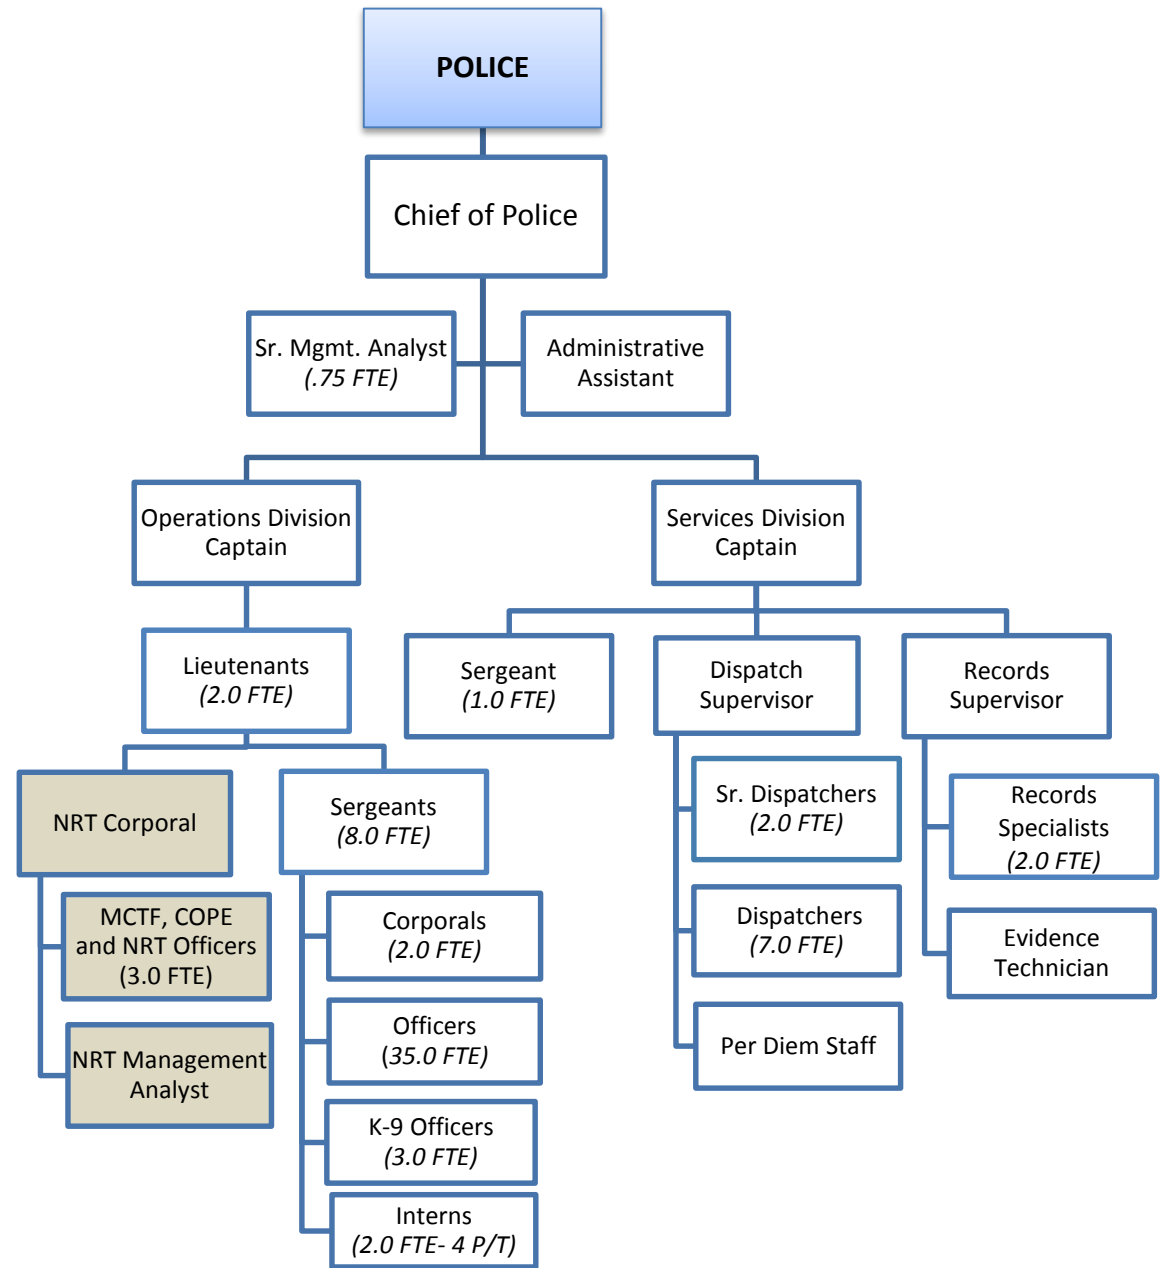 POLICE
Chief of Police
Sr. Mgmt. Analyst
(.75 FTE)
Administrative
Assistant
Operations Division
Captain
Services Division
Captain
Lieutenants
(2.0 FTE)
Sergeant
(1.0 FTE)
Dispatch
Supervisor
Records
Supervisor
NRT Corporal
Sergeants
(8.0 FTE)
Sr. Dispatchers
(2.0 FTE)
Records
Specialists
(2.0 FTE)
MCTF, COPE
and NRT Officers
(3.0 FTE)
Corporals
(2.0 FTE)
Dispatchers
(7.0 FTE)
Evidence
Technician
NRT Management
Analyst
Officers
(35.0 FTE)
Per Diem Staff
K-9 Officers
(3.0 FTE)
Interns
(2.0 FTE- 4 P/T)